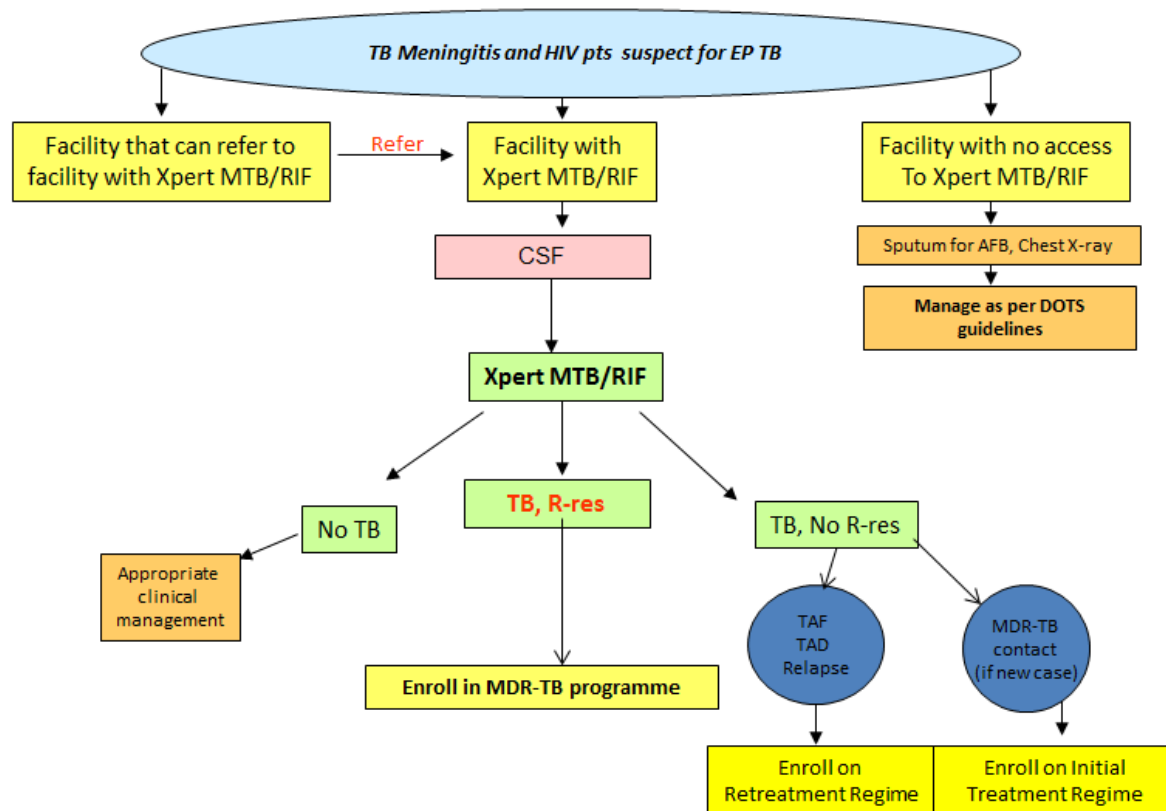 TB Meningitis and HIV pts suspect for EP TB
Facility that can refer to
facility with Xpert MTB/RIF
Refer
Facility with
Xpert MTB/RIF
Facility with no access
To Xpert MTB/RIF
CSF
Sputum for AFB, Chest X-ray
Manage as per DOTS
guidelines
Xpert MTB/RIF
No TB
TB, R-res
TB, No R-res
Appropriate
clinical
management
Enroll in MDR-TB programme
TAF
TAD
Relapse
MDR-TB
contact
(if new case)
Enroll on
Retreatment Regime
Enroll on Initial
Treatment Regime